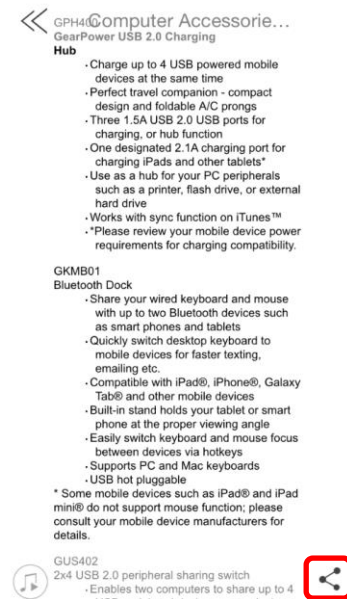 GPH400
Computer Accessorie...
GearPower USB 2.0 Charging
Hub
· Charge up to 4 USB powered mobile
devices at the same time
· Perfect travel companion - compact
design and foldable A/C prongs
· Three 1.5A USB 2.0 USB ports for
charging, or hub function
· One designated 2.1A charging port for
charging iPads and other tablets*
· Use as a hub for your PC peripherals
such as a printer, flash drive, or external
hard drive
· Works with sync function on iTunes™
· *Please review your mobile device power
requirements for charging compatibility.
GKMB01
Bluetooth Dock
· Share your wired keyboard and mouse
with up to two Bluetooth devices such
as smart phones and tablets
· Quickly switch desktop keyboard to
mobile devices for faster texting,
emailing etc.
· Compatible with iPad®, iPhone®, Galaxy
Tab® and other mobile devices
· Built-in stand holds your tablet or smart
phone at the proper viewing angle
· Easily switch keyboard and mouse focus
between devices via hotkeys
· Supports PC and Mac keyboards
· USB hot pluggable
* Some mobile devices such as iPad® and iPad
mini® do not support mouse function; please
consult your mobile device manufacturers for
details.
GUS402
2x4 USB 2.0 peripheral sharing switch
· Enables two computers to share up to 4